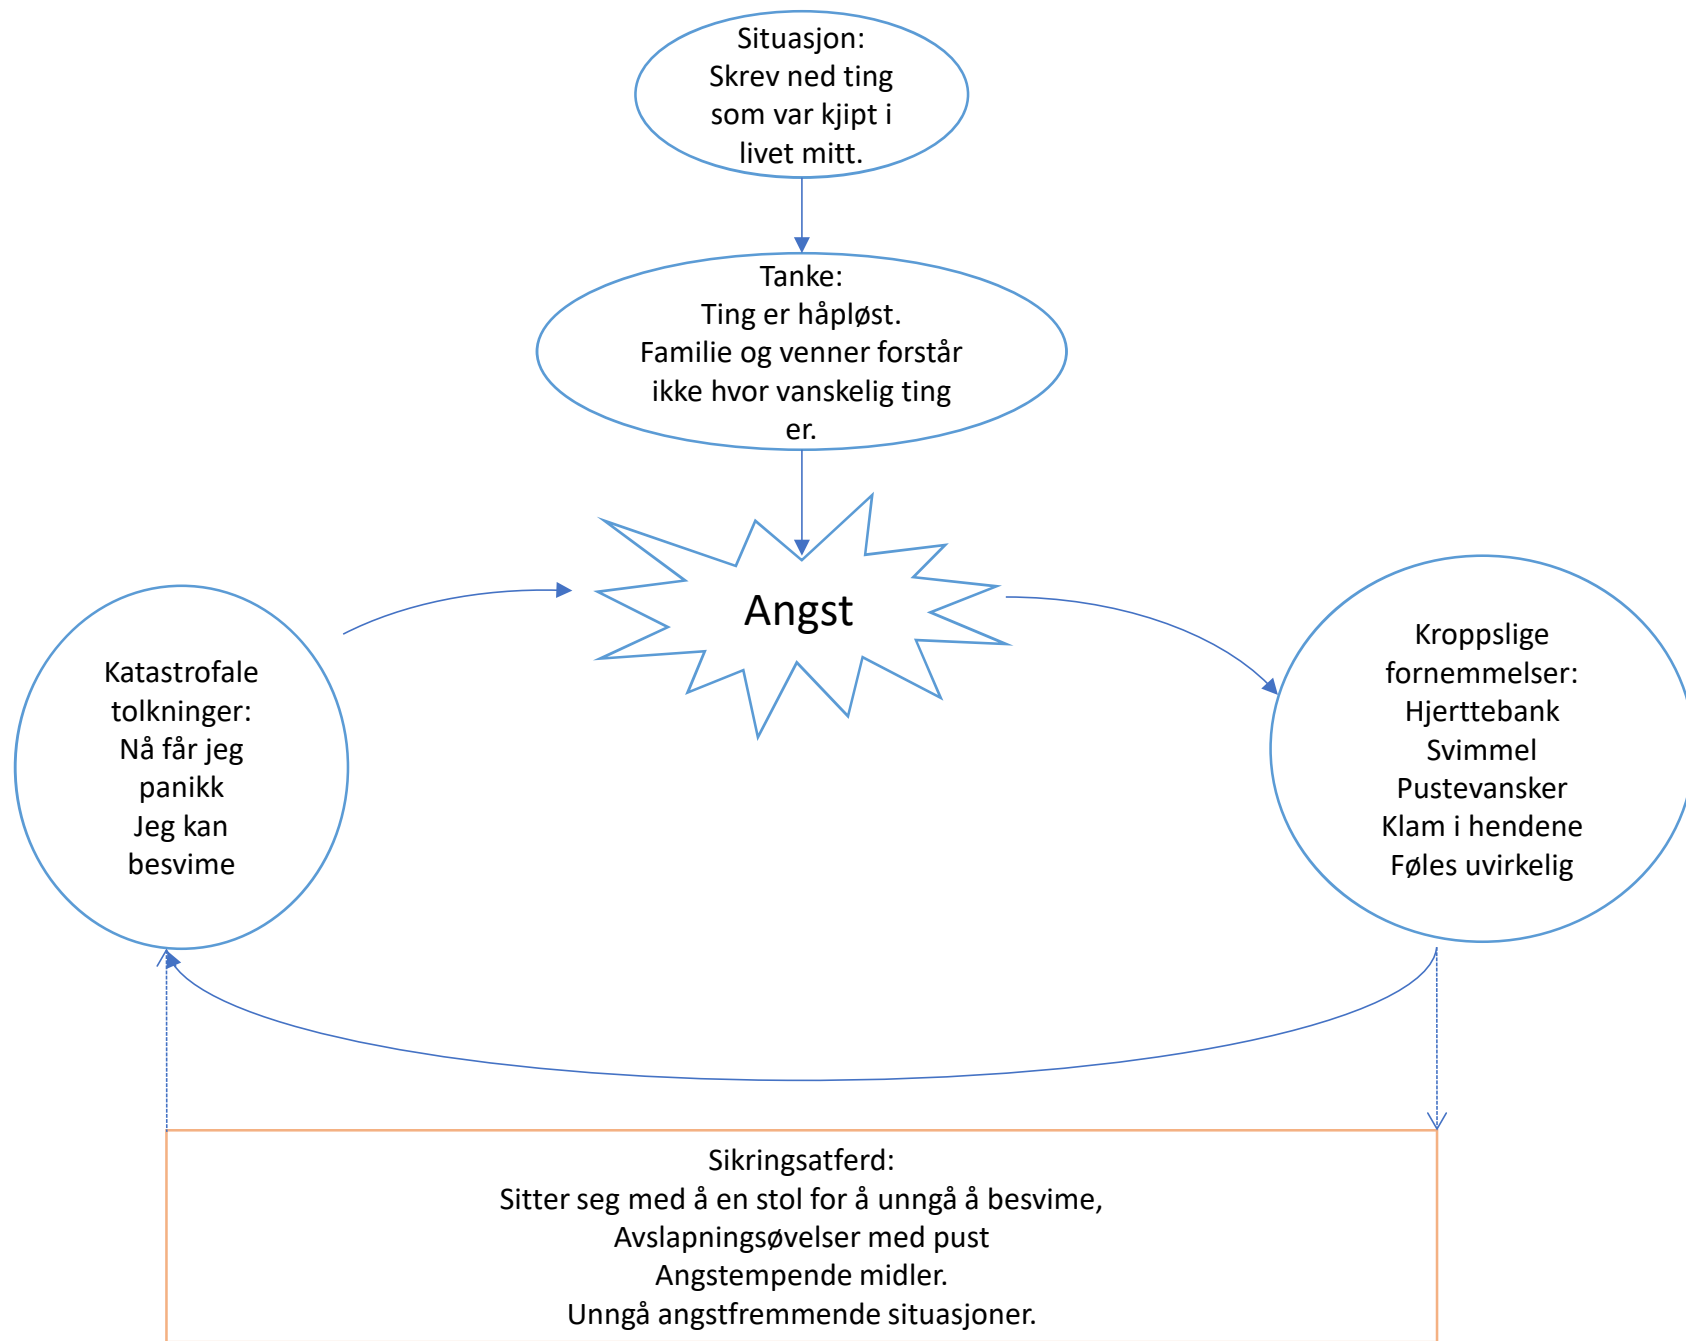 Situasjon:
Skrev ned ting
som var kjipt i
livet mitt.
Tanke:
Ting er håpløst.
Familie og venner forstår
ikke hvor vanskelig ting
er.
Angst
Katastrofale
tolkninger:
Nå får jeg
panikk
Jeg kan
besvime
Kroppslige
fornemmelser:
Hjerttebank
Svimmel
Pustevansker
Klam i hendene
Føles uvirkelig
Sikringsatferd:
Sitter seg med å en stol for å unngå å besvime,
Avslapningsøvelser med pust
Angstempende midler.
Unngå angstfremmende situasjoner.